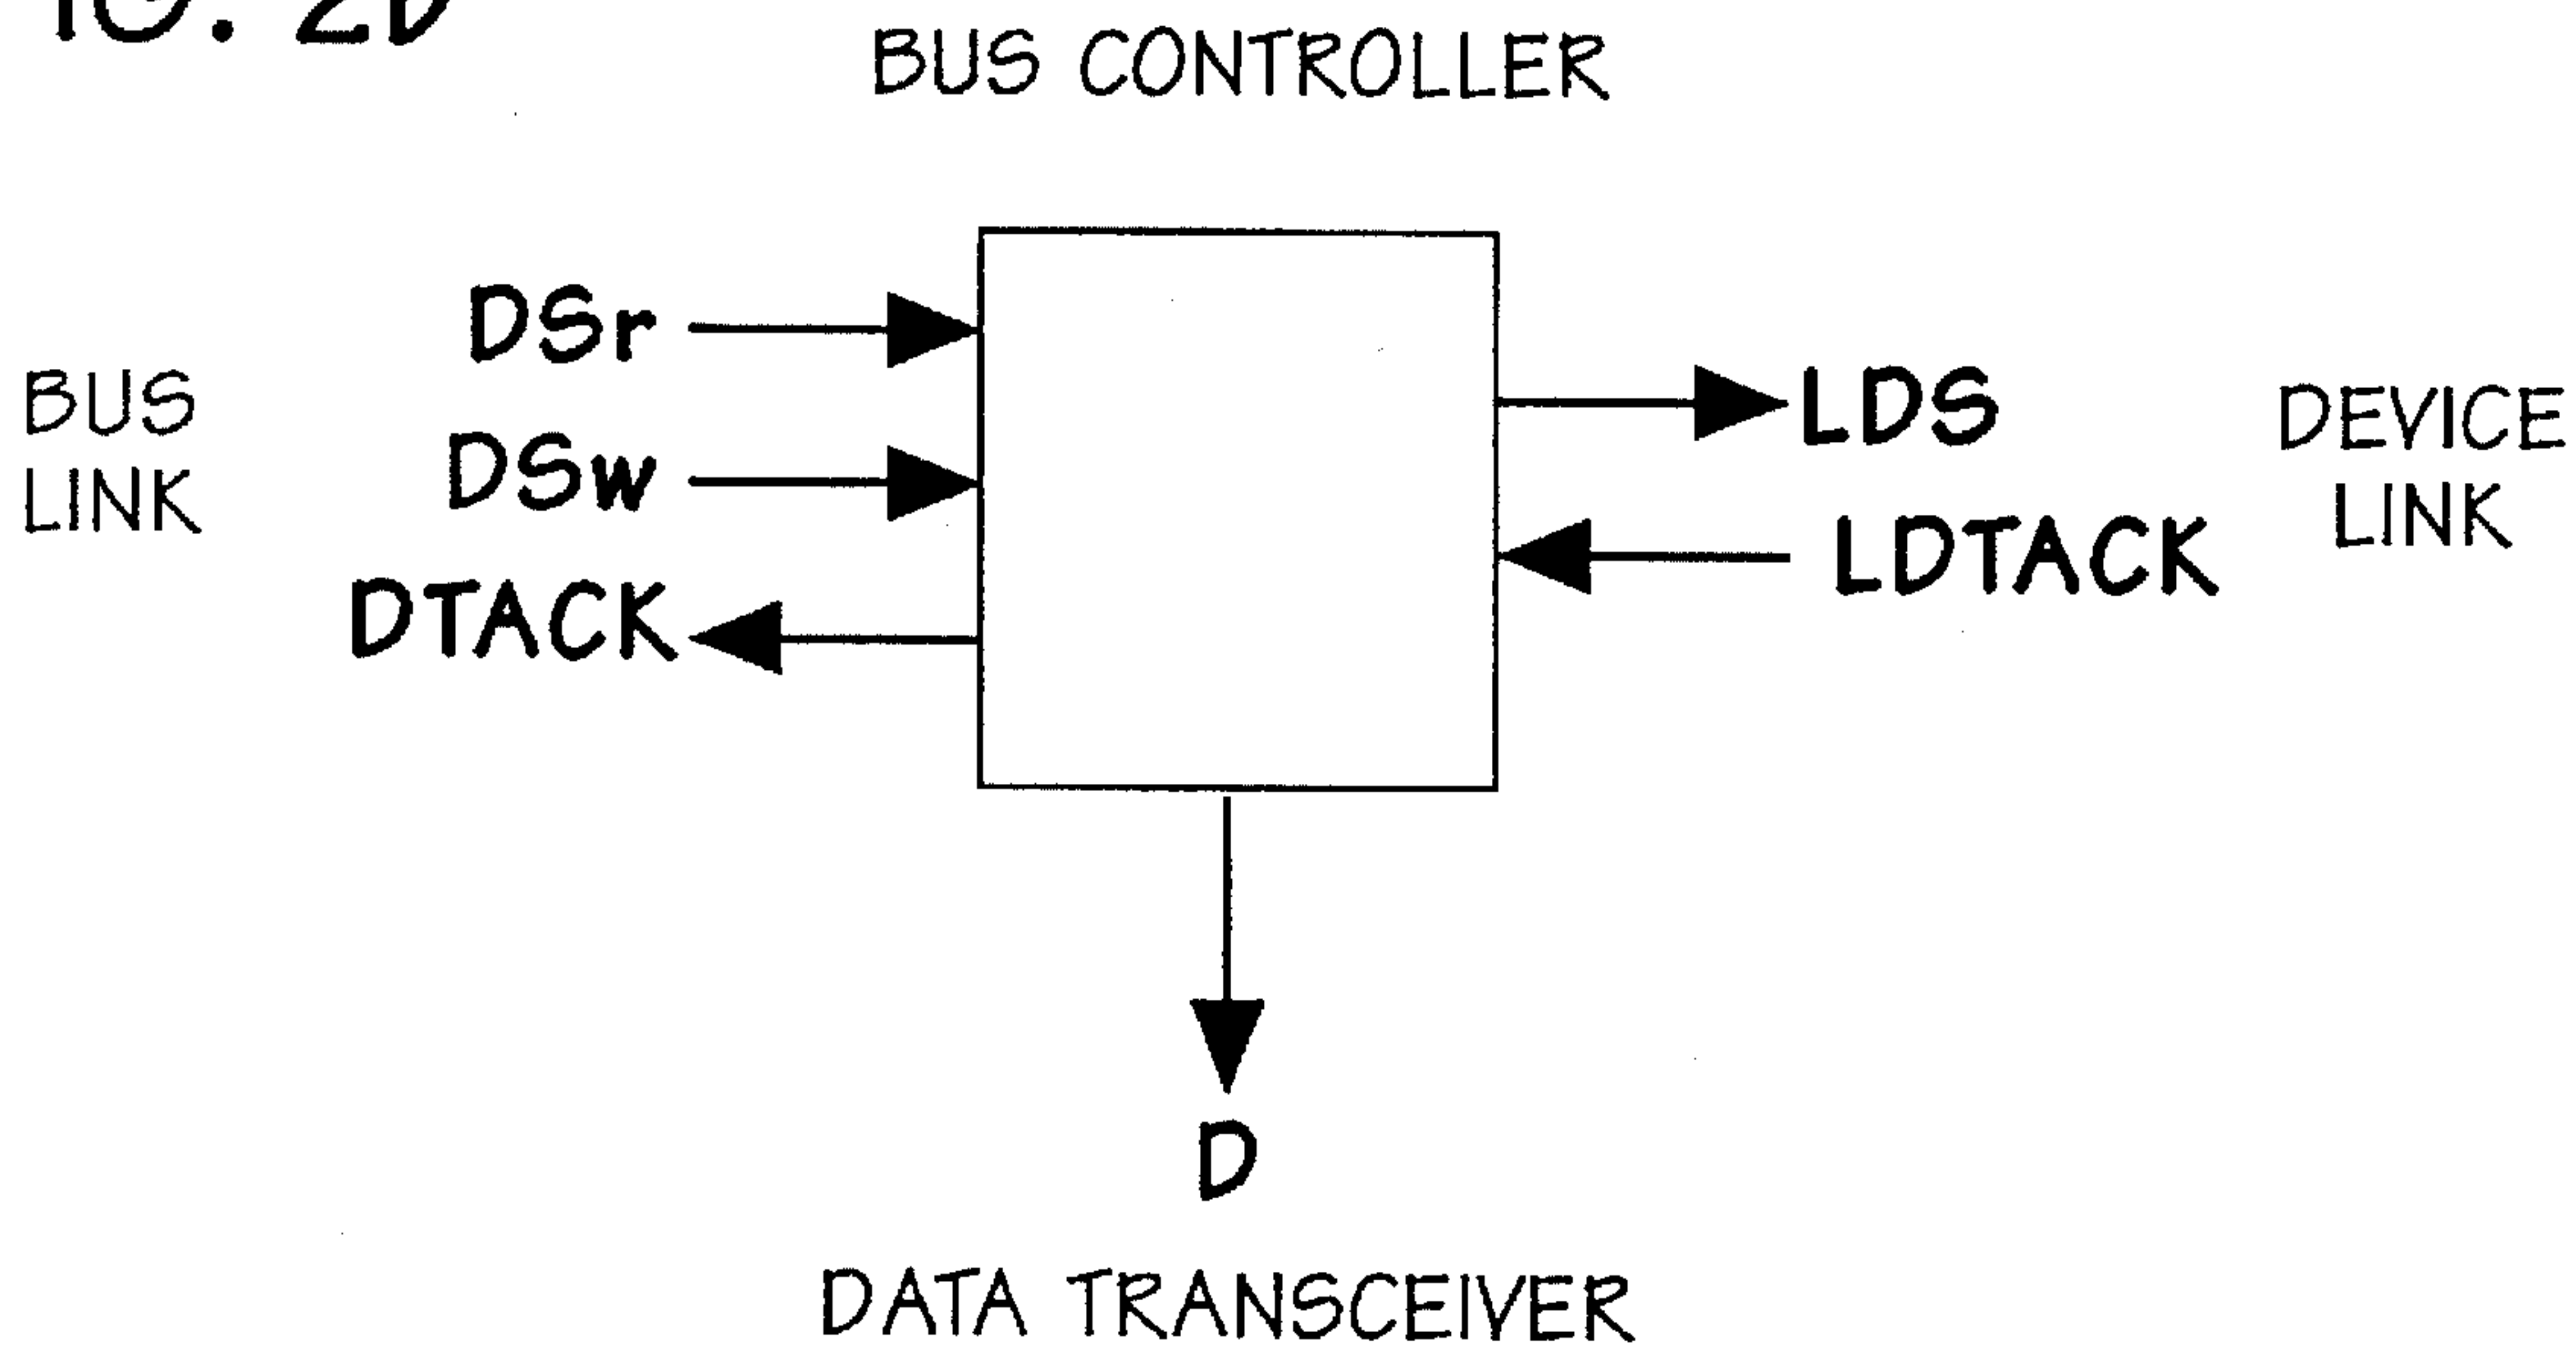 BUS CONTROLLER
DSr
DSw
DTACK
BUS
LINK
LDS
LDTACK
DEVICE
LINK
D
DATA TRANSCEIVER